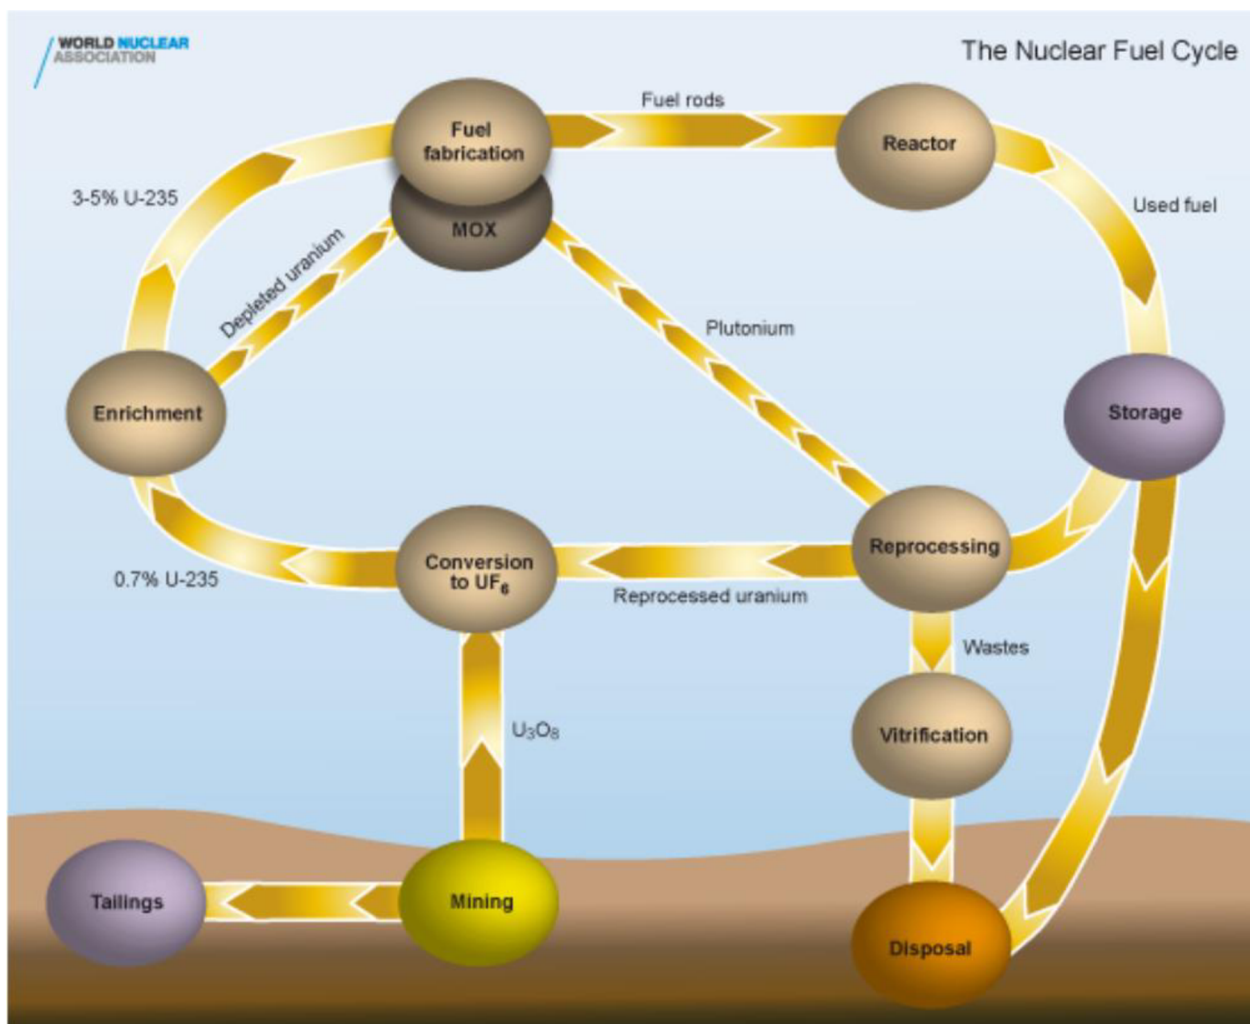 WORLD NUCLEAR
ASSOCIATION
The Nuclear Fuel Cycle
Fuel
fabrication
Fuel rods
Reactor
3-5% U-235
MOX
Used fuel
Depleted uranium
Plutonium
Enrichment
Storage
Conversion
to UF₆
Reprocessing
0.7% U-235
Reprocessed uranium
Wastes
U₃O₈
Vitrification
Tailings
Mining
Disposal